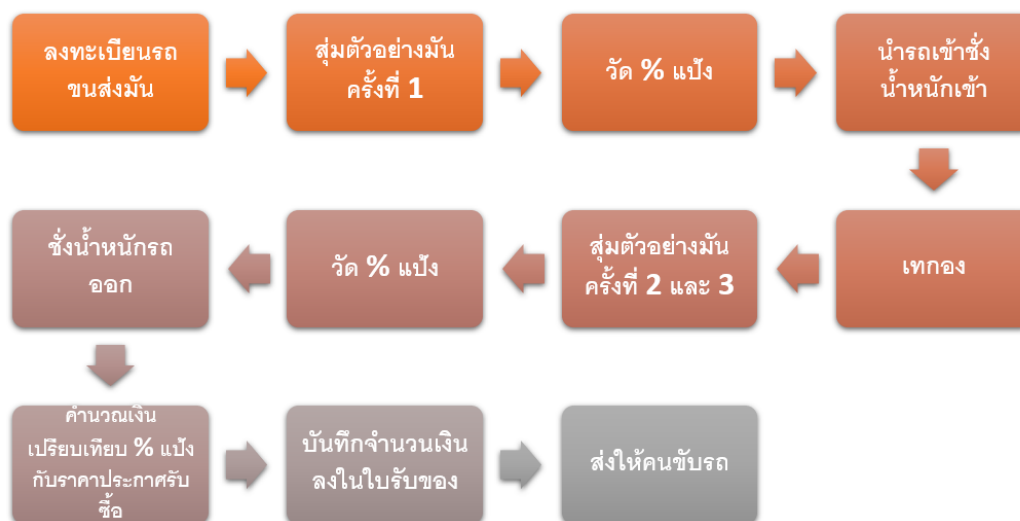 ลงทะเบียนรถ
ขนส่งมัน
สุ่มตัวอย่างมัน
ครั้งที่ 1
วัด % แป้ง
นำรถเข้าชั่ง
น้ำหนักเข้า
เทกอง
สุ่มตัวอย่างมัน
ครั้งที่ 2 และ 3
วัด % แป้ง
ชั่งน้ำหนักรถ
ออก
คำนวณเงิน
เปรียบเทียบ % แป้ง
กับราคาประกาศรับ
ซื้อ
บันทึกจำนวนเงิน
ลงในใบรับของ
ส่งให้คนขับรถ